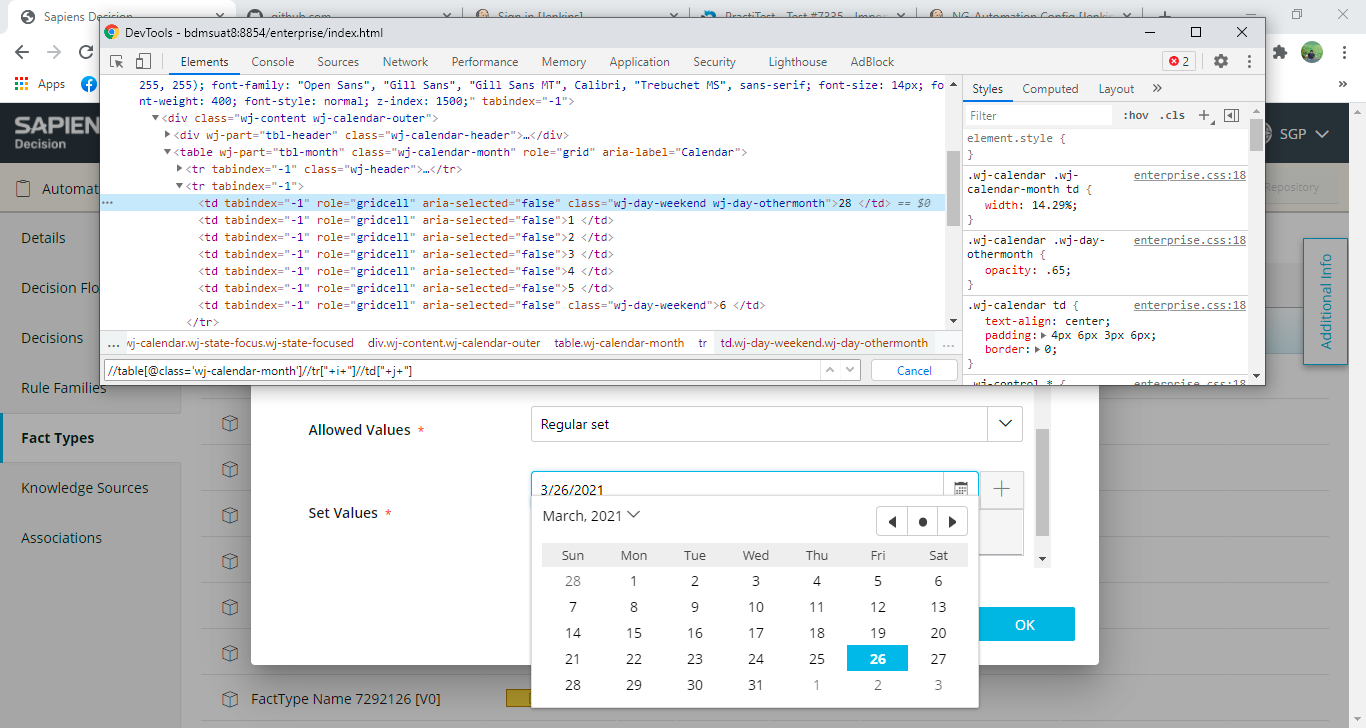 Sapiens Decision
github.com
Sign in [Jenkins]
PractiTest - Test #7335 - Impor
NG-Automation Config [Jenkins
DevTools - bdmsuat8:8854/enterprise/index.html
Apps
Elements Console Sources Network Performance Memory Application Security Lighthouse AdBlock 2
255, 255); font-family: "Open Sans", "Gill Sans", "Gill Sans MT", Calibri, "Trebuchet MS", sans-serif; font-size: 14px; fo
nt-weight: 400; font-style: normal; z-index: 1500;" tabindex="-1">
<div class="wj-content wj-calendar-outer">
<div wj-part="tbl-header" class="wj-calendar-header">…</div>
<table wj-part="tbl-month" class="wj-calendar-month" role="grid" aria-label="Calendar">
<tr tabindex="-1" class="wj-header">…</tr>
<tr tabindex="-1">
<td tabindex="-1" role="gridcell" aria-selected="false" class="wj-day-weekend wj-day-othermonth">28 </td> == $0
<td tabindex="-1" role="gridcell" aria-selected="false">1 </td>
<td tabindex="-1" role="gridcell" aria-selected="false">2 </td>
<td tabindex="-1" role="gridcell" aria-selected="false">3 </td>
<td tabindex="-1" role="gridcell" aria-selected="false">4 </td>
<td tabindex="-1" role="gridcell" aria-selected="false">5 </td>
<td tabindex="-1" role="gridcell" aria-selected="false" class="wj-day-weekend">6 </td>
</tr>
... wj-calendar.wj-state-focus.wj-state-focused div.wj-content.wj-calendar-outer table.wj-calendar-month tr td.wj-day-weekend.wj-day-othermonth ...
//table[@class='wj-calendar-month']//tr["+i+"]//td["+j+"]
Cancel
Styles Computed Layout
Filter :hov .cls
element.style {
}
.wj-calendar .wj- enterprise.css:18
calendar-month td {
width: 14.29%;
}
.wj-calendar .wj-day- enterprise.css:18
othermonth {
opacity: .65;
}
.wj-calendar td { enterprise.css:18
text-align: center;
padding: 4px 6px 3px 6px;
border: 0;
}
.wj-control * { enterprise.css:18
SAPIEN
Decision
SGP
Automat
Repository
Details
Decision Flo
Decisions
Rule Families
Fact Types
Knowledge Sources
Associations
Additional Info
Allowed Values *
Regular set
Set Values *
3/26/2021
March, 2021
Sun Mon Tue Wed Thu Fri Sat
28 1 2 3 4 5 6
7 8 9 10 11 12 13
14 15 16 17 18 19 20
21 22 23 24 25 26 27
28 29 30 31 1 2 3
OK
FactType Name 7292126 [V0]